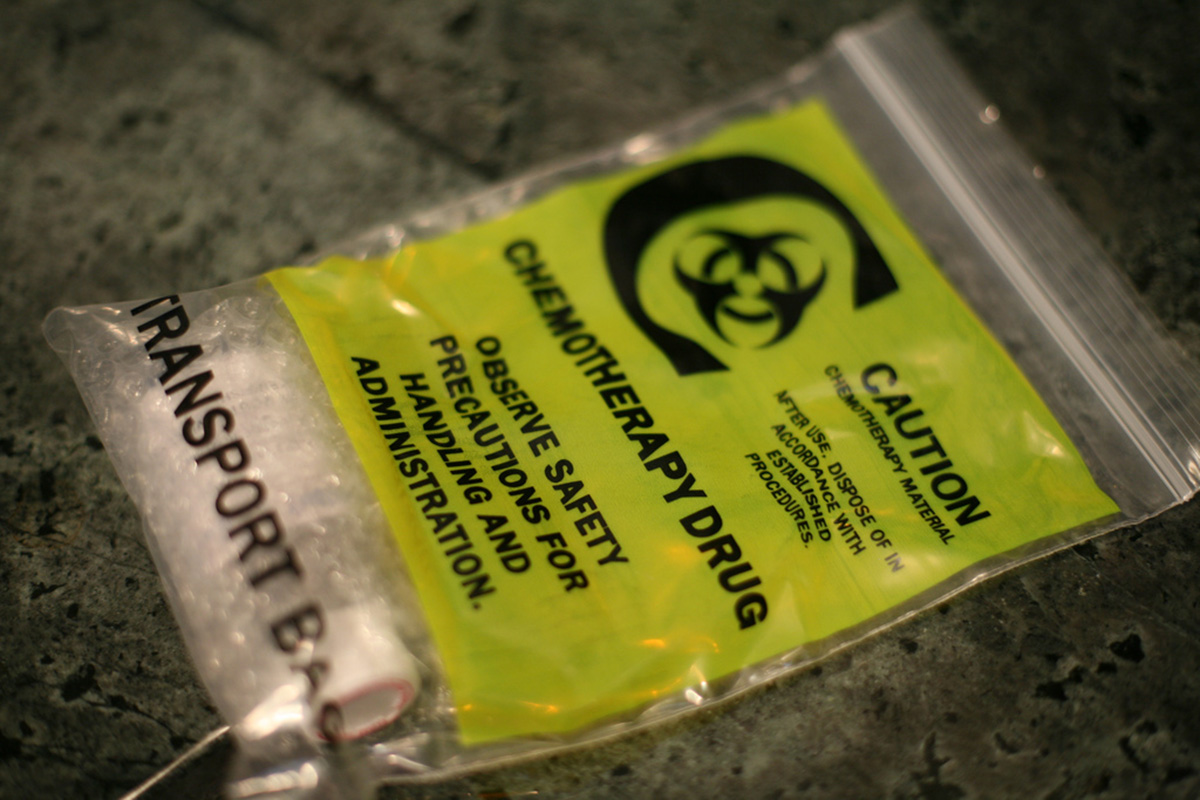 CAUTION
CHEMOTHERAPY MATERIAL
AFTER USE, DISPOSE OF IN
ACCORDANCE WITH
ESTABLISHED
PROCEDURES.
CHEMOTHERAPY DRUG
OBSERVE SAFETY
PRECAUTIONS FOR
HANDLING AND
ADMINISTRATION.
TRANSPORT BAG